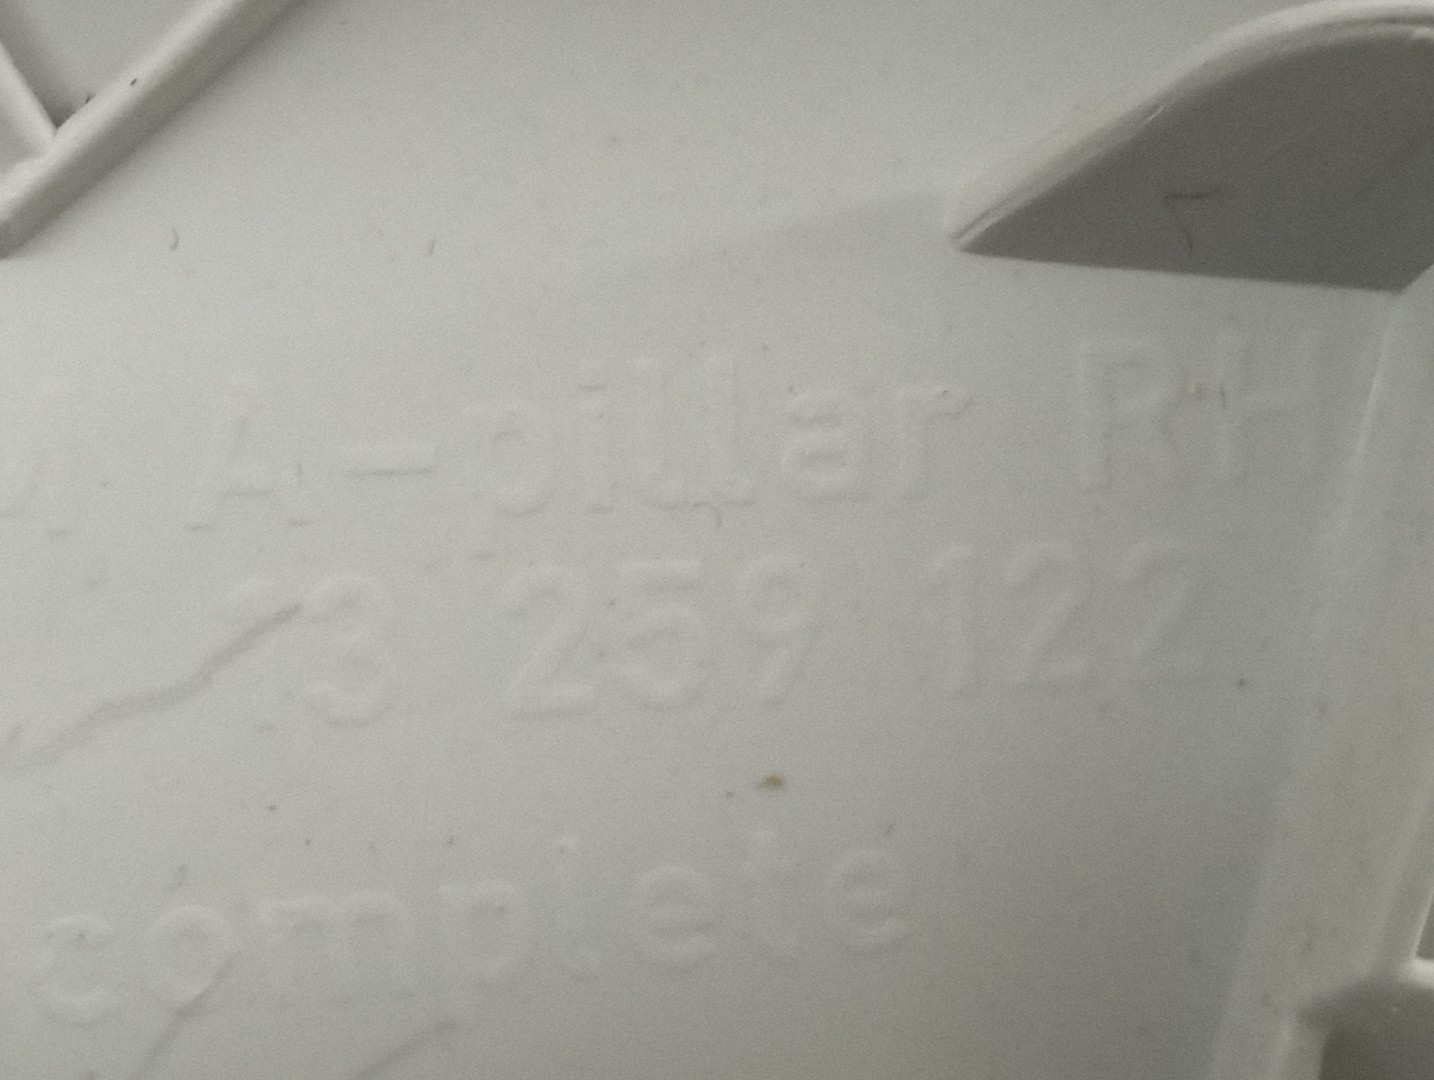 A-pillar RH
13 259 122
complete